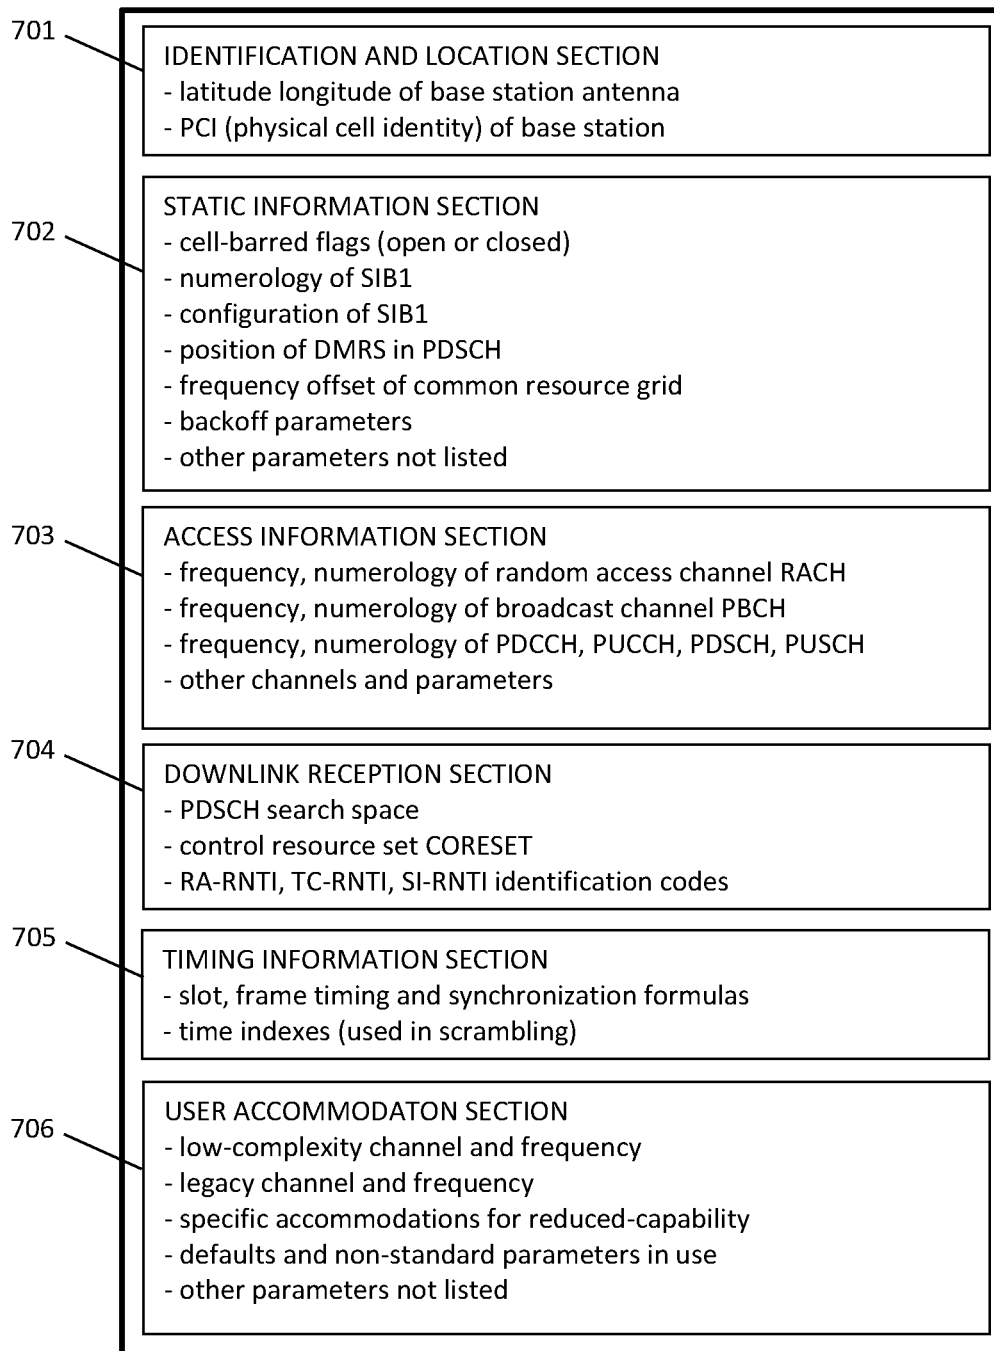 701
IDENTIFICATION AND LOCATION SECTION
- latitude longitude of base station antenna
- PCI (physical cell identity) of base station
702
STATIC INFORMATION SECTION
- cell-barred flags (open or closed)
- numerology of SIB1
- configuration of SIB1
- position of DMRS in PDSCH
- frequency offset of common resource grid
- backoff parameters
- other parameters not listed
703
ACCESS INFORMATION SECTION
- frequency, numerology of random access channel RACH
- frequency, numerology of broadcast channel PBCH
- frequency, numerology of PDCCH, PUCCH, PDSCH, PUSCH
- other channels and parameters
704
DOWNLINK RECEPTION SECTION
- PDSCH search space
- control resource set CORESET
- RA-RNTI, TC-RNTI, SI-RNTI identification codes
705
TIMING INFORMATION SECTION
- slot, frame timing and synchronization formulas
- time indexes (used in scrambling)
706
USER ACCOMMODATON SECTION
- low-complexity channel and frequency
- legacy channel and frequency
- specific accommodations for reduced-capability
- defaults and non-standard parameters in use
- other parameters not listed